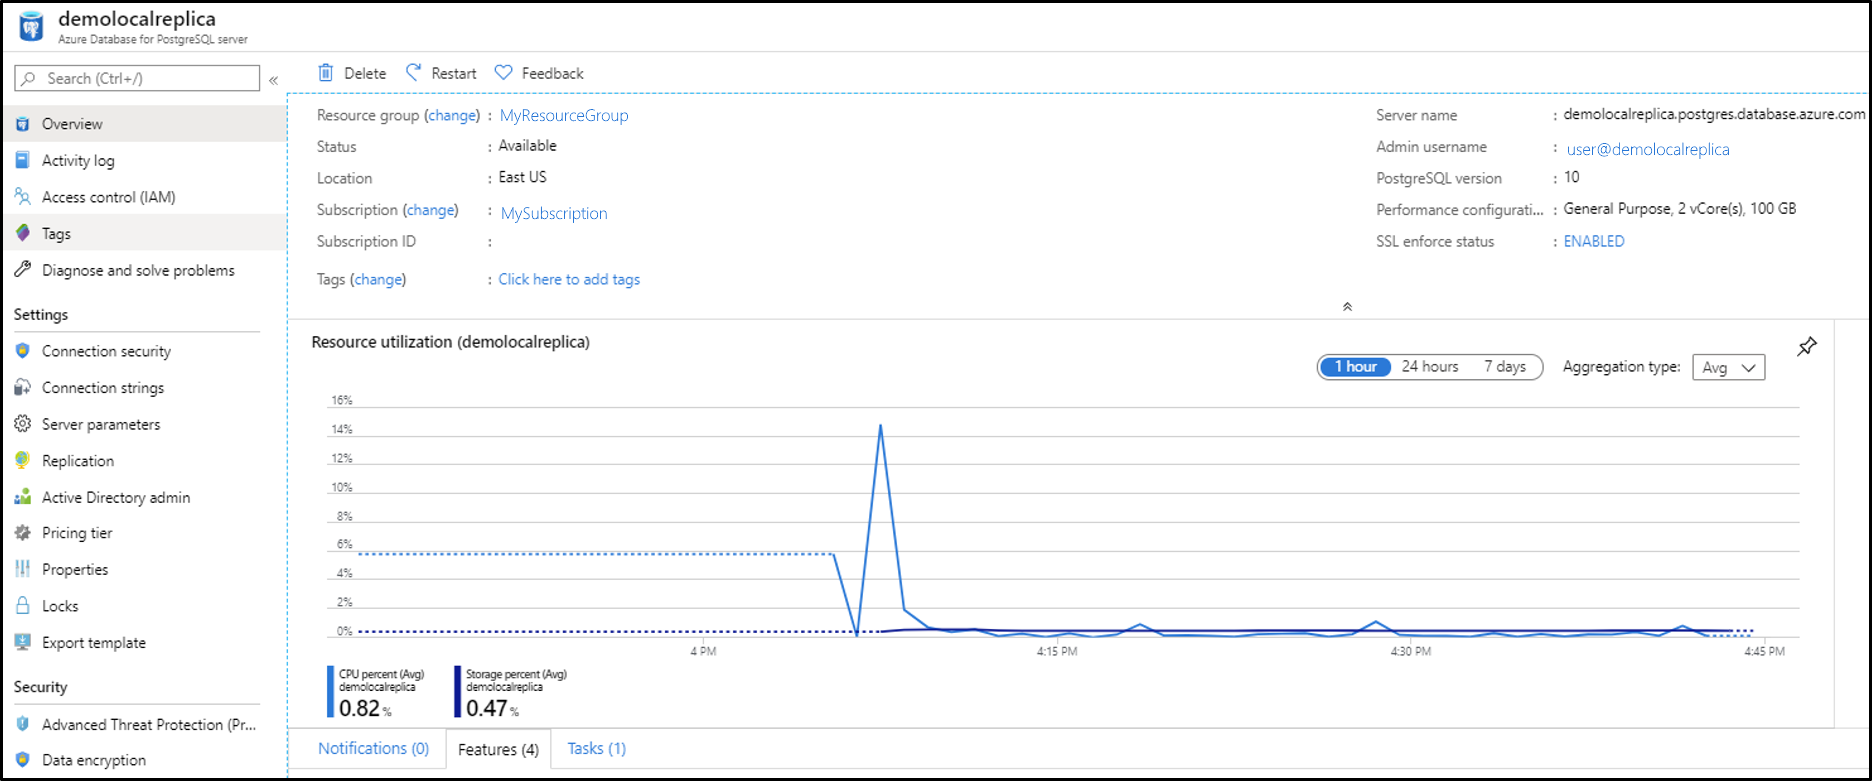 demolocalreplica
Azure Database for PostgreSQL server
Search (Ctrl+/)
«
Overview
Activity log
Access control (IAM)
Tags
Diagnose and solve problems
Settings
Connection security
Connection strings
Server parameters
Replication
Active Directory admin
Pricing tier
Properties
Locks
Export template
Security
Advanced Threat Protection (Pr...
Data encryption
Delete Restart Feedback
Resource group (change) : MyResourceGroup
Status : Available
Location : East US
Subscription (change) : MySubscription
Subscription ID :
Tags (change) : Click here to add tags
Server name : demolocalreplica.postgres.database.azure.com
Admin username : user@demolocalreplica
PostgreSQL version : 10
Performance configurati... : General Purpose, 2 vCore(s), 100 GB
SSL enforce status : ENABLED
Resource utilization (demolocalreplica)
1 hour 24 hours 7 days Aggregation type: Avg
16%
14%
12%
10%
8%
6%
4%
2%
0%
4 PM 4:15 PM 4:30 PM 4:45 PM
CPU percent (Avg)
demolocalreplica
0.82 %
Storage percent (Avg)
demolocalreplica
0.47 %
Notifications (0) Features (4) Tasks (1)